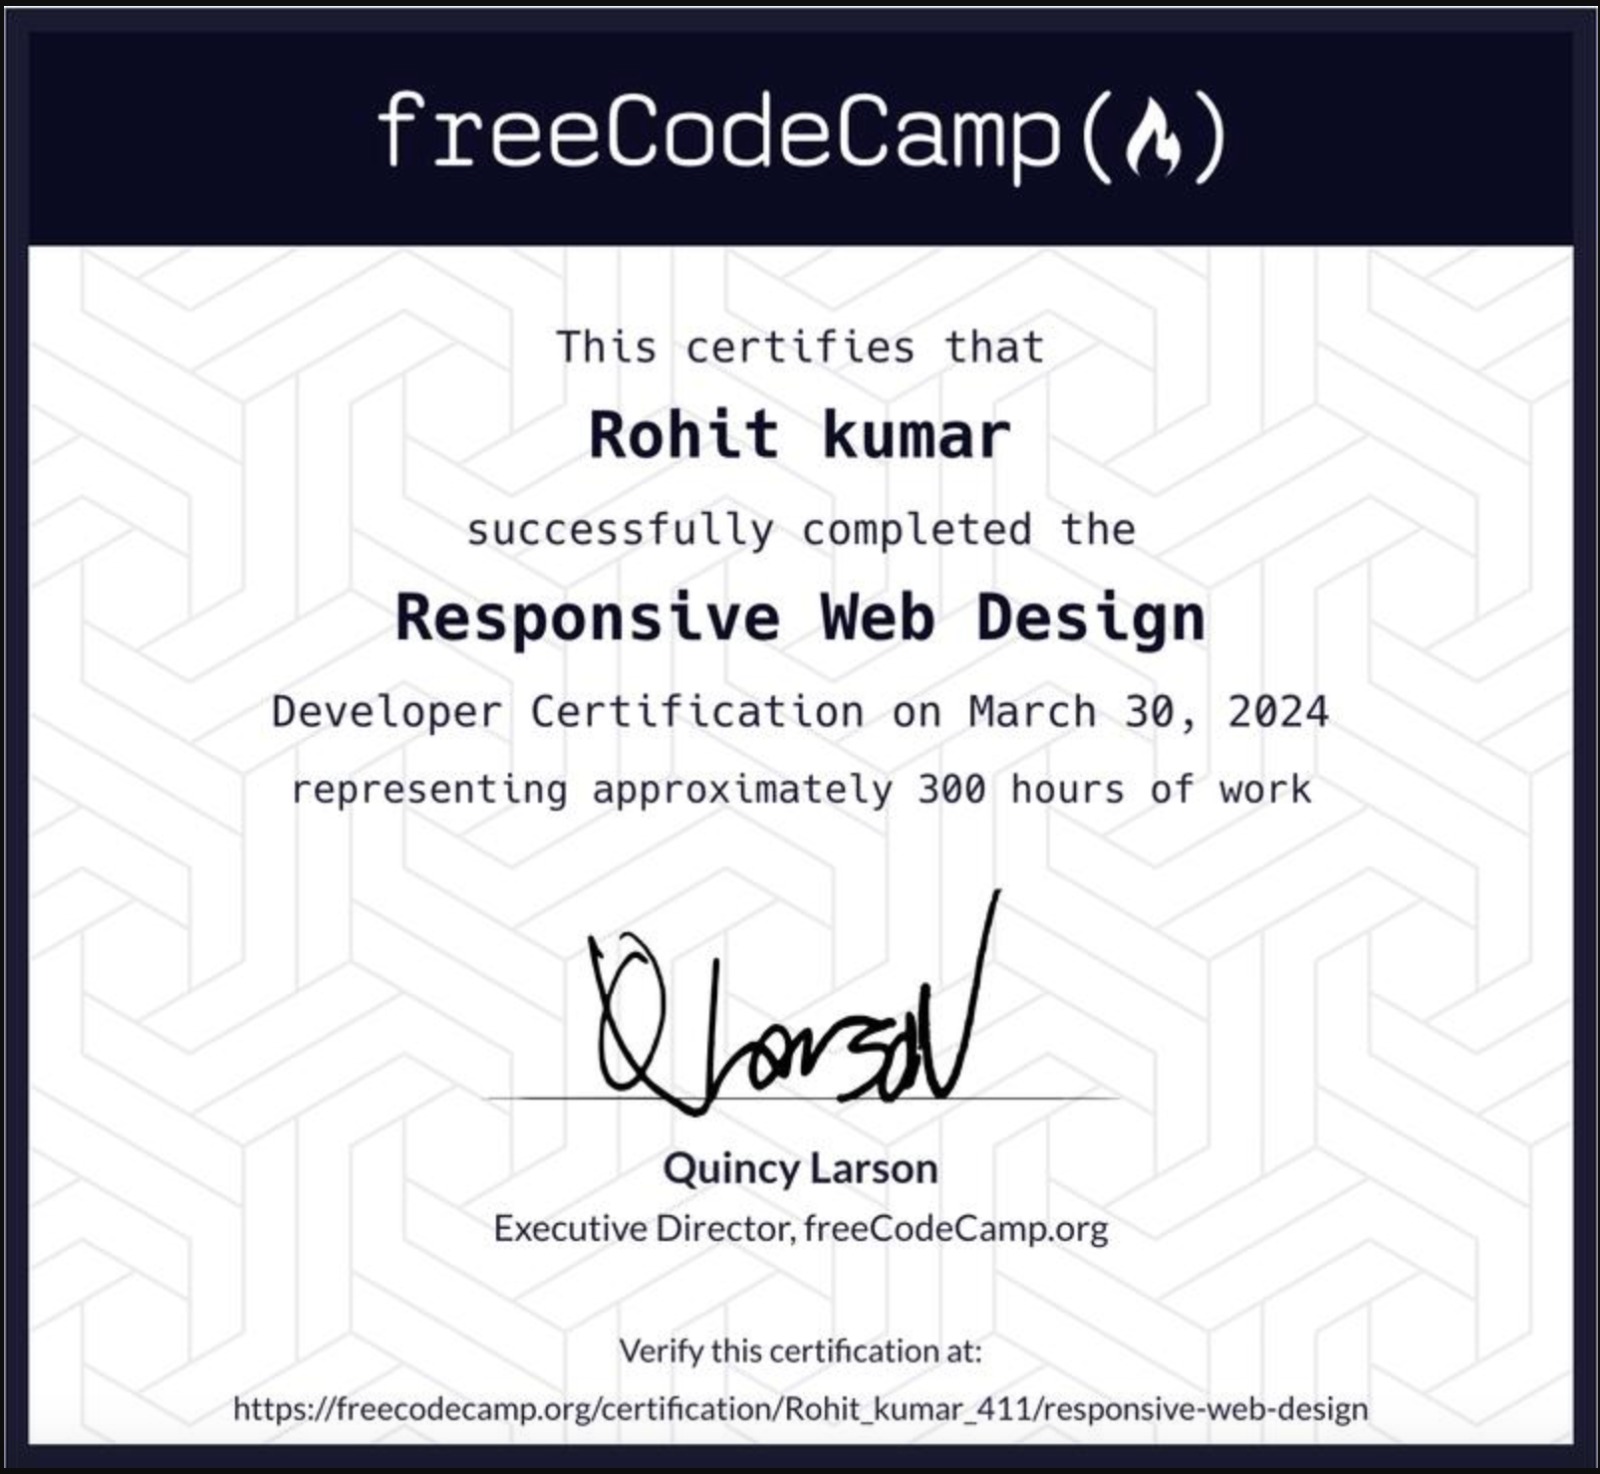 freeCodeCamp(🔥)
This certifies that
Rohit kumar
successfully completed the
Responsive Web Design
Developer Certification on March 30, 2024
representing approximately 300 hours of work
Q Larson
Quincy Larson
Executive Director, freeCodeCamp.org
Verify this certification at:
https://freecodecamp.org/certification/Rohit_kumar_411/responsive-web-design